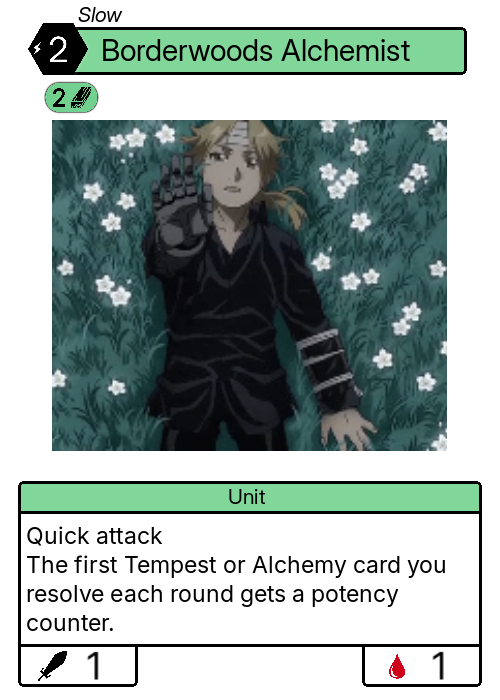 Slow
2 Borderwoods Alchemist
2
Unit
Quick attack
The first Tempest or Alchemy card you
resolve each round gets a potency
counter.
1 1